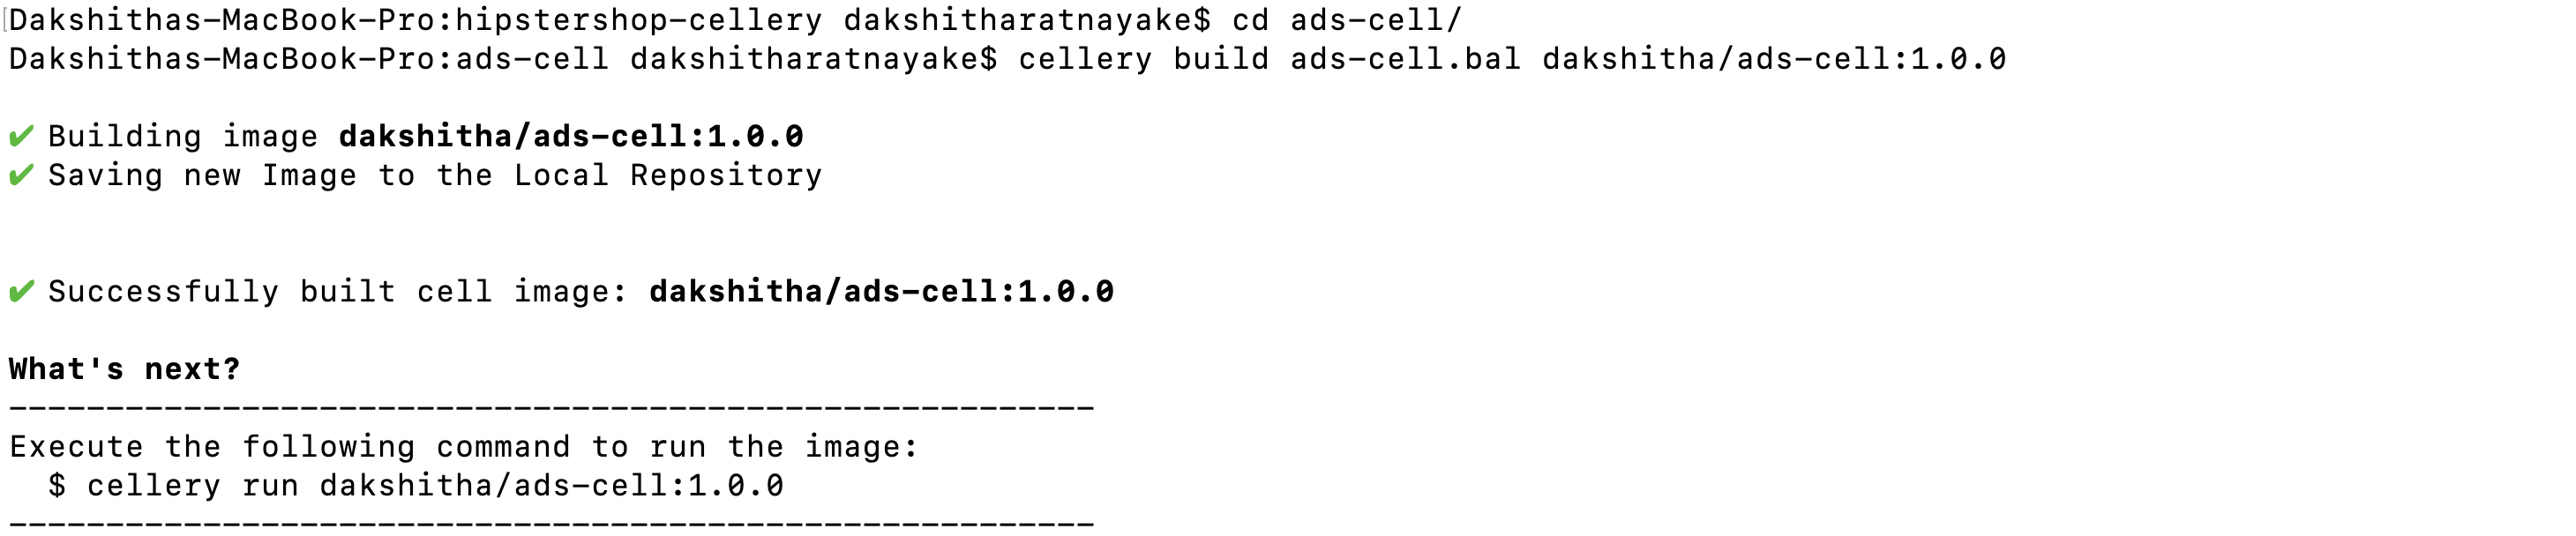 Dakshithas-MacBook-Pro:hipstershop-cellery dakshitharatnayake$ cd ads-cell/
Dakshithas-MacBook-Pro:ads-cell dakshitharatnayake$ cellery build ads-cell.bal dakshitha/ads-cell:1.0.0
✔ Building image dakshitha/ads-cell:1.0.0
✔ Saving new Image to the Local Repository
✔ Successfully built cell image: dakshitha/ads-cell:1.0.0
What's next?
--------------------------------------------------------
Execute the following command to run the image:
  $ cellery run dakshitha/ads-cell:1.0.0
--------------------------------------------------------